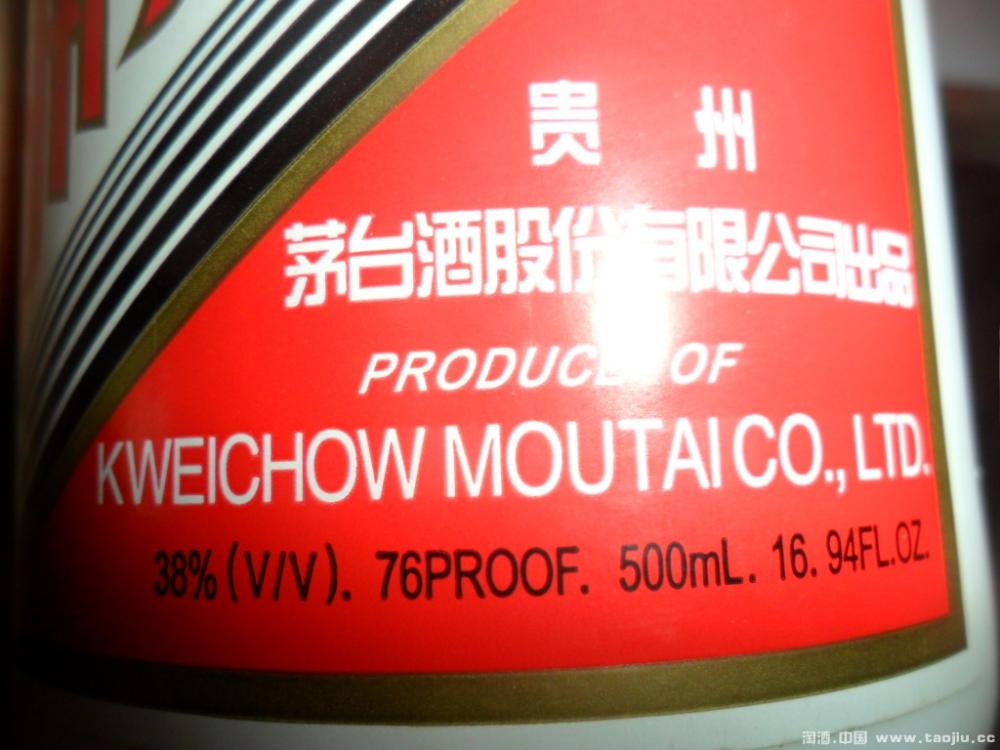 贵州
茅台酒股份有限公司出品
PRODUCE OF
KWEICHOW MOUTAI CO., LTD.
38% (V/V). 76PROOF. 500mL. 16.94FL.OZ.
淘酒.中国 www.taojiu.cc